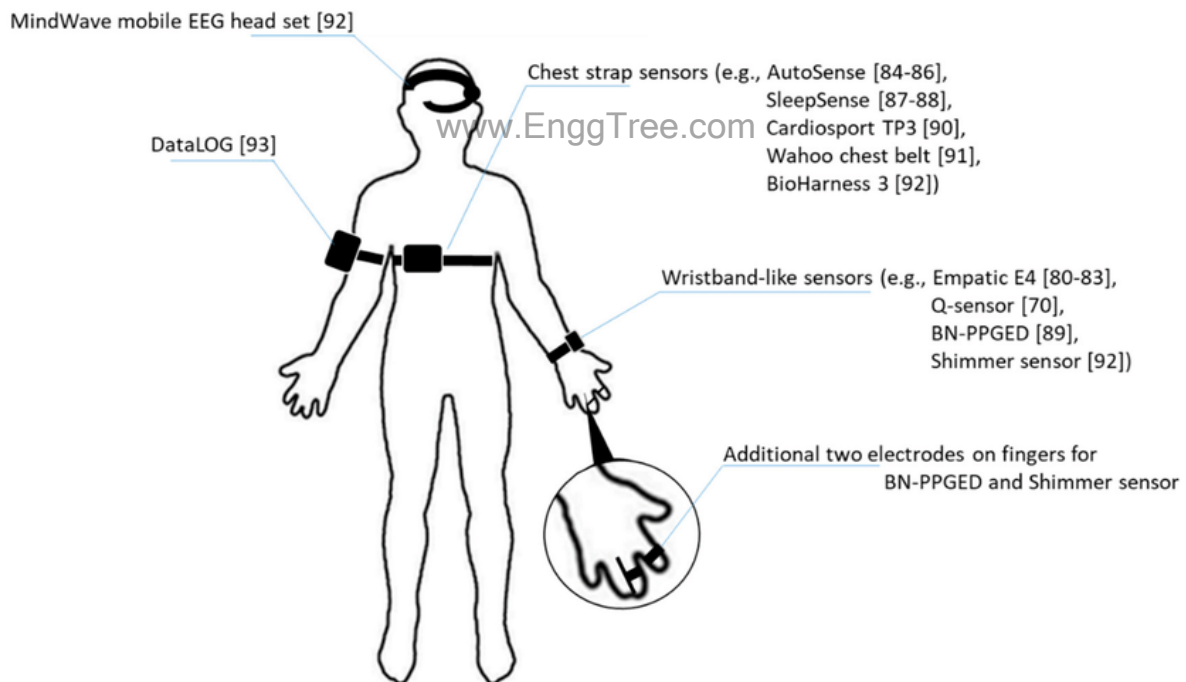 MindWave mobile EEG head set [92]
Chest strap sensors (e.g., AutoSense [84-86],
SleepSense [87-88],
www.EnggTree.com
Cardiosport TP3 [90],
DataLOG [93]
Wahoo chest belt [91],
BioHarness 3 [92])
Wristband-like sensors (e.g., Empatic E4 [80-83],
Q-sensor [70],
BN-PPGED [89],
Shimmer sensor [92])
Additional two electrodes on fingers for
BN-PPGED and Shimmer sensor